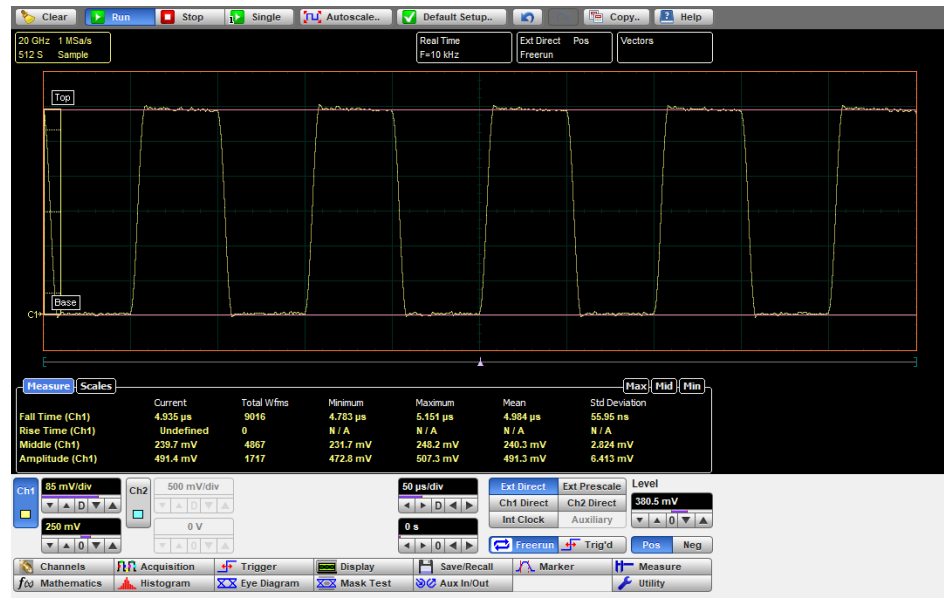 Clear Run Stop 1 Single Autoscale.. Default Setup.. Copy.. Help
20 GHz 1 MSa/s
512 S Sample
Real Time
F=10 kHz
Ext Direct Pos
Freerun
Vectors
Top
Base
C1
Measure Scales Max Mid Min
Current Total Wfms Minimum Maximum Mean Std Deviation
Fall Time (Ch1) 4.935 µs 9016 4.783 µs 5.151 µs 4.984 µs 55.95 ns
Rise Time (Ch1) Undefined 0 N / A N / A N / A N / A
Middle (Ch1) 239.7 mV 4867 231.7 mV 248.2 mV 240.3 mV 2.824 mV
Amplitude (Ch1) 491.4 mV 1717 472.8 mV 507.3 mV 491.3 mV 6.413 mV
Ch1 85 mV/div Ch2 500 mV/div 50 µs/div Ext Direct Ext Prescale Level
D D D Ch1 Direct Ch2 Direct 380.5 mV
250 mV 0 V 0 s Int Clock Auxiliary 0
0 0 0 Freerun Trig'd Pos Neg
Channels Acquisition Trigger Display Save/Recall Marker Measure
f∞ Mathematics Histogram Eye Diagram Mask Test Aux In/Out Utility